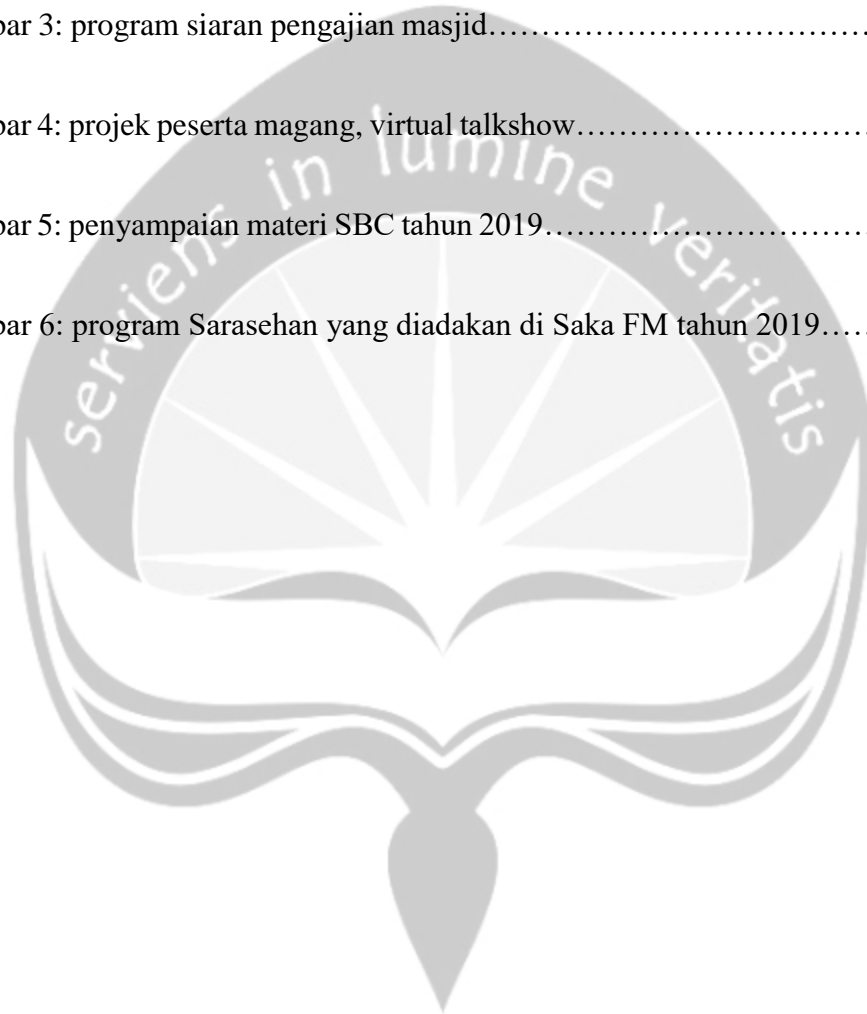 bar 3: program siaran pengajian masjid…………………………………
bar 4: projek peserta magang, virtual talkshow…………………………
bar 5: penyampaian materi SBC tahun 2019……………………………
bar 6: program Sarasehan yang diadakan di Saka FM tahun 2019……
serviens in lumine veritatis